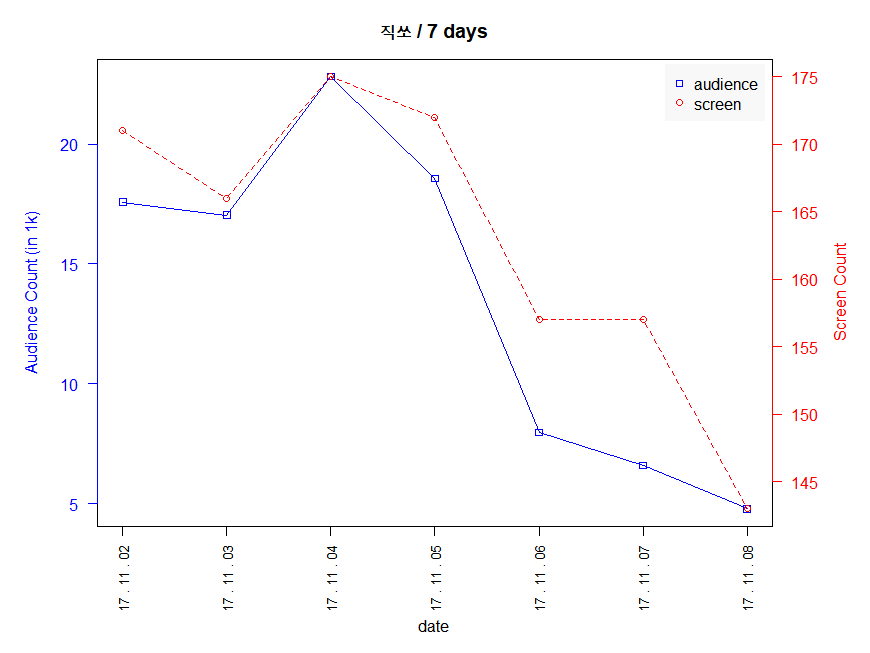 직쏘 / 7 days
audience
screen
20
15
10
5
Audience Count (in 1k)
175
170
165
160
155
150
145
Screen Count
17 . 11 . 02
17 . 11 . 03
17 . 11 . 04
17 . 11 . 05
17 . 11 . 06
17 . 11 . 07
17 . 11 . 08
date